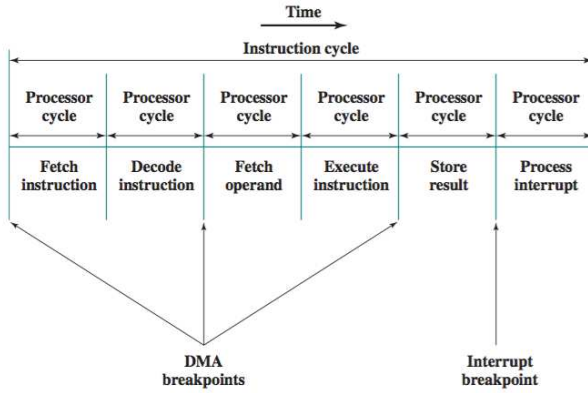 Time
Instruction cycle
Processor Processor Processor Processor Processor Processor
cycle cycle cycle cycle cycle cycle
Fetch Decode Fetch Execute Store Process
instruction instruction operand instruction result interrupt
DMA Interrupt
breakpoints breakpoint